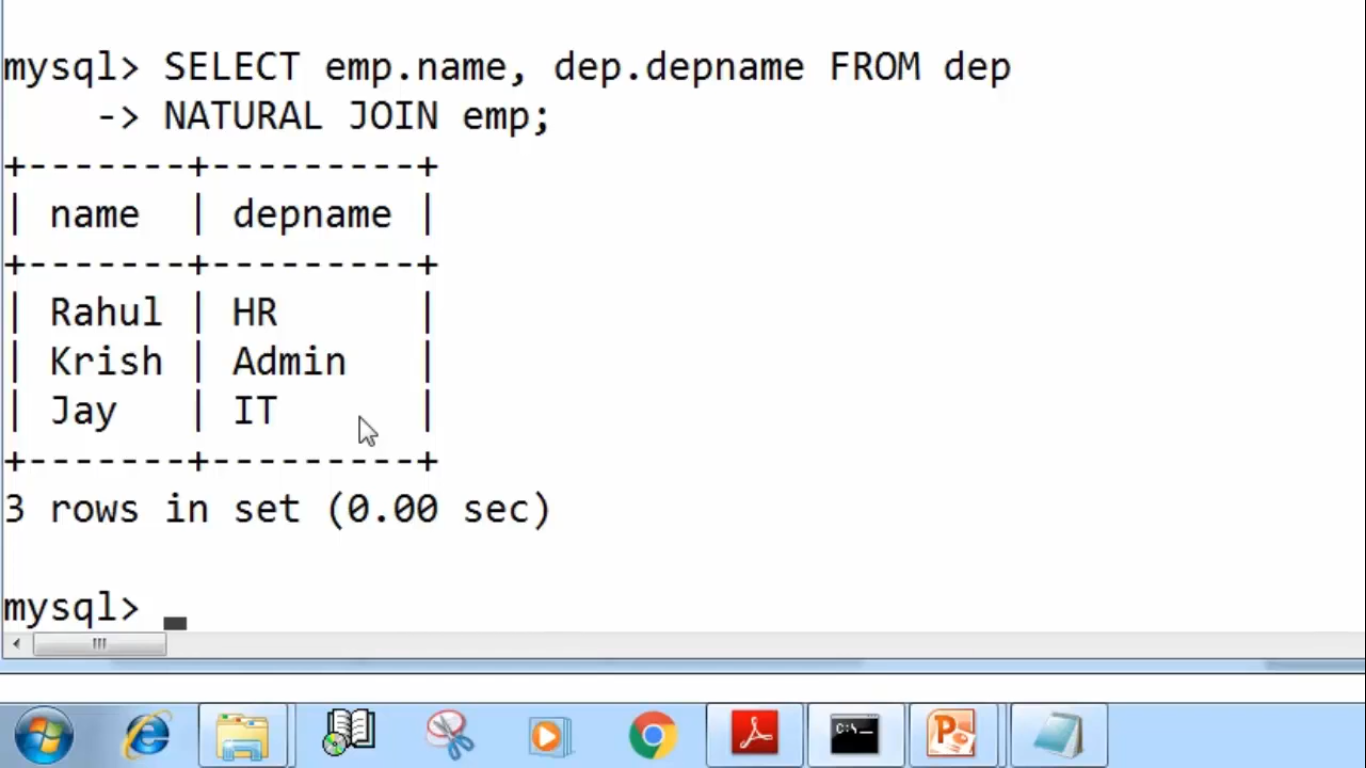 mysql> SELECT emp.name, dep.depname FROM dep
    -> NATURAL JOIN emp;
+-------+---------+
| name  | depname |
+-------+---------+
| Rahul | HR      |
| Krish | Admin   |
| Jay   | IT      |
+-------+---------+
3 rows in set (0.00 sec)
mysql>
C:\_
P